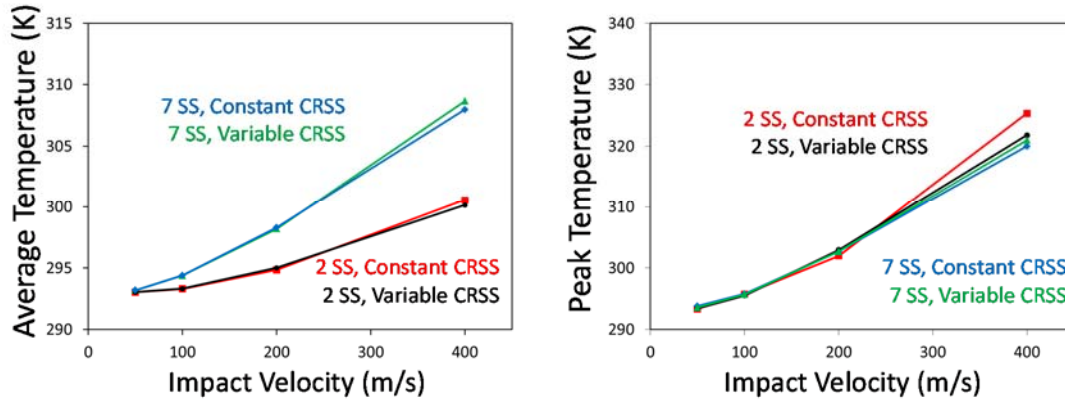 Average Temperature (K)
315
310
305
300
295
290
7 SS, Constant CRSS
7 SS, Variable CRSS
2 SS, Constant CRSS
2 SS, Variable CRSS
0 100 200 300 400
Impact Velocity (m/s)
Peak Temperature (K)
340
330
320
310
300
290
2 SS, Constant CRSS
2 SS, Variable CRSS
7 SS, Constant CRSS
7 SS, Variable CRSS
0 100 200 300 400
Impact Velocity (m/s)